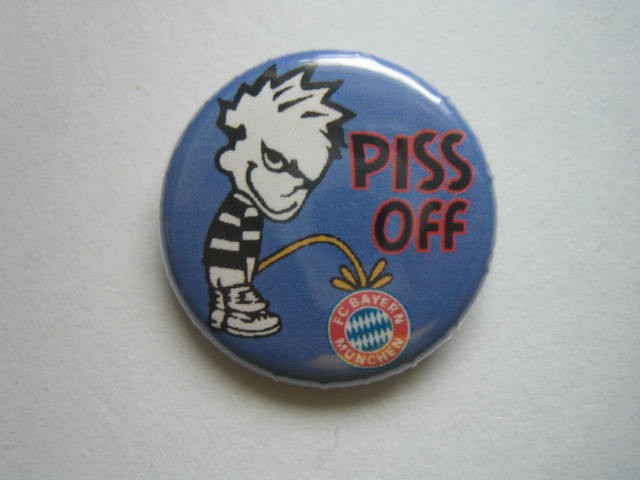 PISS
OFF
FC BAYERN
MÜNCHEN